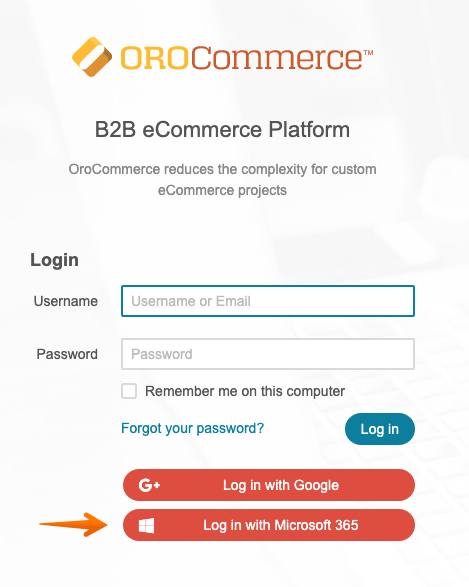 OROCommerce™
B2B eCommerce Platform
OroCommerce reduces the complexity for custom
eCommerce projects
Login
Username
Username or Email
Password
Password
Remember me on this computer
Forgot your password?
Log in
G+ Log in with Google
Log in with Microsoft 365